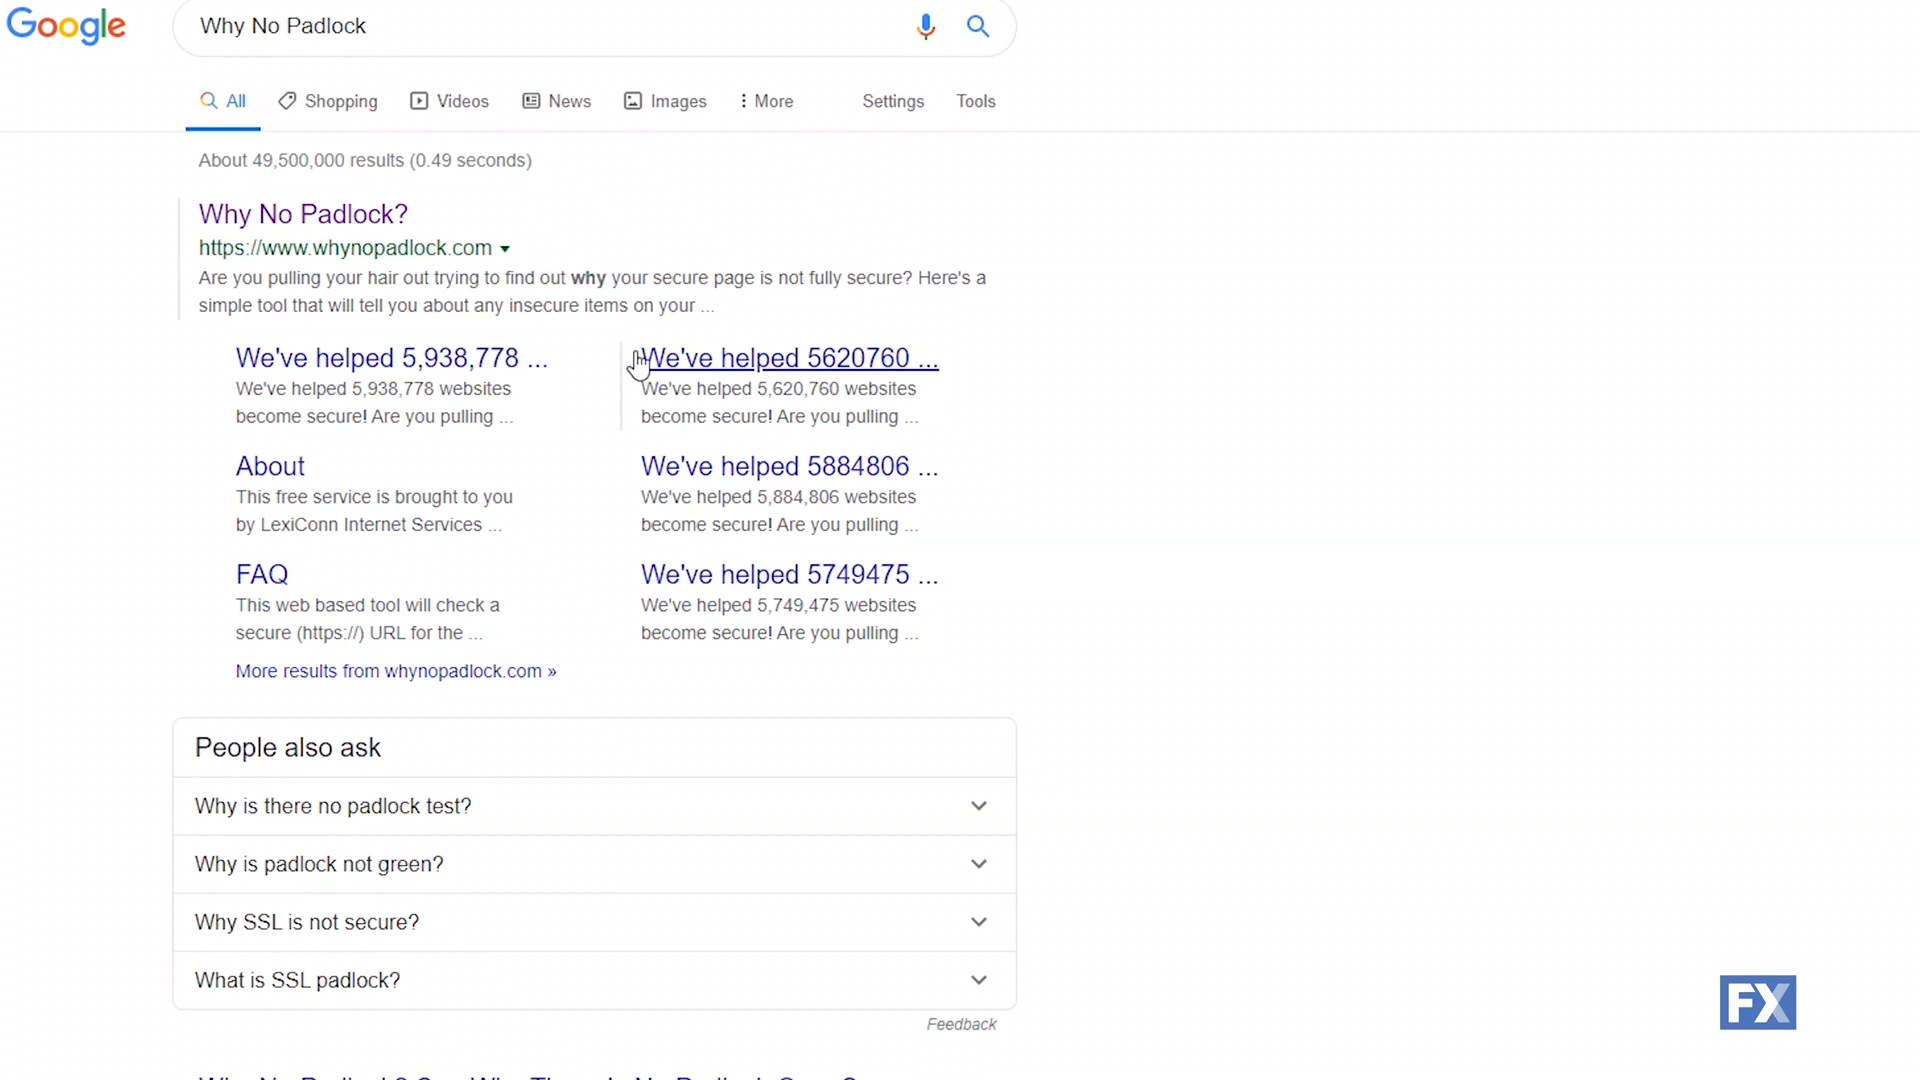 Google
Why No Padlock
All Shopping Videos News Images More Settings Tools
About 49,500,000 results (0.49 seconds)
Why No Padlock?
https://www.whynopadlock.com
Are you pulling your hair out trying to find out why your secure page is not fully secure? Here's a
simple tool that will tell you about any insecure items on your ...
We've helped 5,938,778 ...
We've helped 5,938,778 websites
become secure! Are you pulling ...
We've helped 5620760 ...
We've helped 5,620,760 websites
become secure! Are you pulling ...
About
This free service is brought to you
by LexiConn Internet Services ...
We've helped 5884806 ...
We've helped 5,884,806 websites
become secure! Are you pulling ...
FAQ
This web based tool will check a
secure (https://) URL for the ...
We've helped 5749475 ...
We've helped 5,749,475 websites
become secure! Are you pulling ...
More results from whynopadlock.com »
People also ask
Why is there no padlock test?
Why is padlock not green?
Why SSL is not secure?
What is SSL padlock?
Feedback
FX